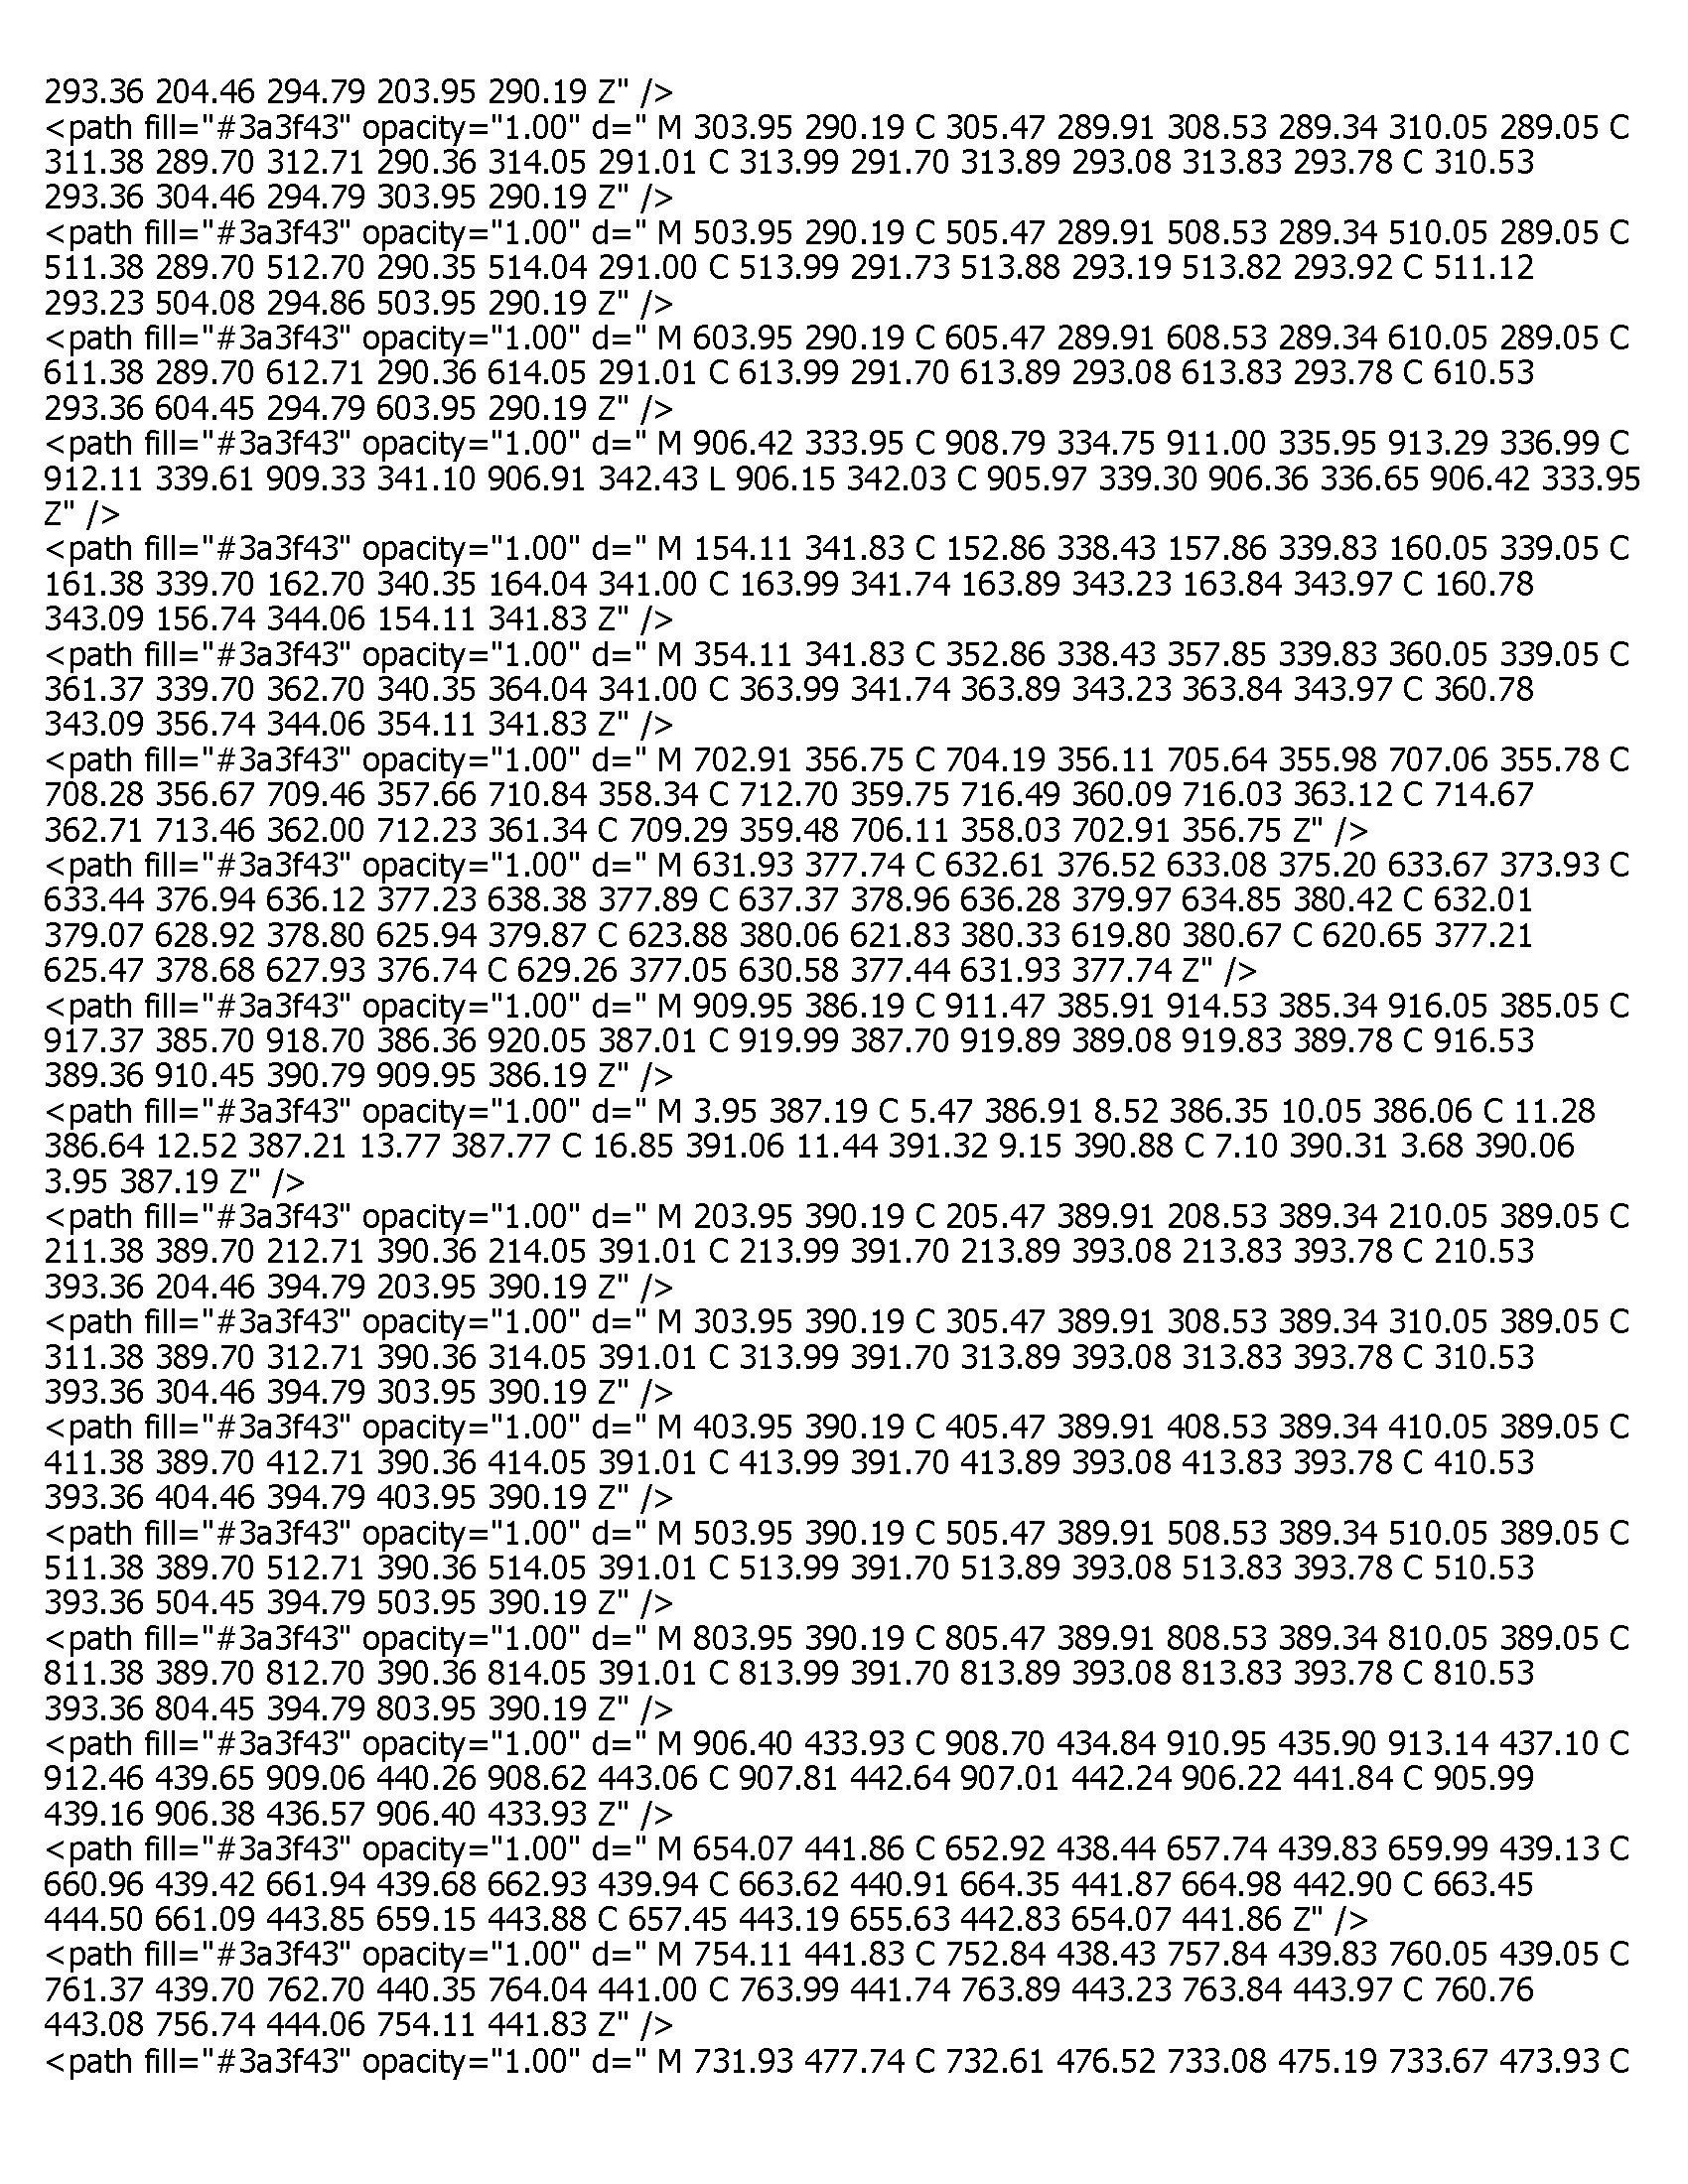 293.36 204.46 294.79 203.95 290.19 Z" />
<path fill="#3a3f43" opacity="1.00" d=" M 303.95 290.19 C 305.47 289.91 308.53 289.34 310.05 289.05 C
311.38 289.70 312.71 290.36 314.05 291.01 C 313.99 291.70 313.89 293.08 313.83 293.78 C 310.53
293.36 304.46 294.79 303.95 290.19 Z" />
<path fill="#3a3f43" opacity="1.00" d=" M 503.95 290.19 C 505.47 289.91 508.53 289.34 510.05 289.05 C
511.38 289.70 512.70 290.35 514.04 291.00 C 513.99 291.73 513.88 293.19 513.82 293.92 C 511.12
293.23 504.08 294.86 503.95 290.19 Z" />
<path fill="#3a3f43" opacity="1.00" d=" M 603.95 290.19 C 605.47 289.91 608.53 289.34 610.05 289.05 C
611.38 289.70 612.71 290.36 614.05 291.01 C 613.99 291.70 613.89 293.08 613.83 293.78 C 610.53
293.36 604.45 294.79 603.95 290.19 Z" />
<path fill="#3a3f43" opacity="1.00" d=" M 906.42 333.95 C 908.79 334.75 911.00 335.95 913.29 336.99 C
912.11 339.61 909.33 341.10 906.91 342.43 L 906.15 342.03 C 905.97 339.30 906.36 336.65 906.42 333.95
Z" />
<path fill="#3a3f43" opacity="1.00" d=" M 154.11 341.83 C 152.86 338.43 157.86 339.83 160.05 339.05 C
161.38 339.70 162.70 340.35 164.04 341.00 C 163.99 341.74 163.89 343.23 163.84 343.97 C 160.78
343.09 156.74 344.06 154.11 341.83 Z" />
<path fill="#3a3f43" opacity="1.00" d=" M 354.11 341.83 C 352.86 338.43 357.85 339.83 360.05 339.05 C
361.37 339.70 362.70 340.35 364.04 341.00 C 363.99 341.74 363.89 343.23 363.84 343.97 C 360.78
343.09 356.74 344.06 354.11 341.83 Z" />
<path fill="#3a3f43" opacity="1.00" d=" M 702.91 356.75 C 704.19 356.11 705.64 355.98 707.06 355.78 C
708.28 356.67 709.46 357.66 710.84 358.34 C 712.70 359.75 716.49 360.09 716.03 363.12 C 714.67
362.71 713.46 362.00 712.23 361.34 C 709.29 359.48 706.11 358.03 702.91 356.75 Z" />
<path fill="#3a3f43" opacity="1.00" d=" M 631.93 377.74 C 632.61 376.52 633.08 375.20 633.67 373.93 C
633.44 376.94 636.12 377.23 638.38 377.89 C 637.37 378.96 636.28 379.97 634.85 380.42 C 632.01
379.07 628.92 378.80 625.94 379.87 C 623.88 380.06 621.83 380.33 619.80 380.67 C 620.65 377.21
625.47 378.68 627.93 376.74 C 629.26 377.05 630.58 377.44 631.93 377.74 Z" />
<path fill="#3a3f43" opacity="1.00" d=" M 909.95 386.19 C 911.47 385.91 914.53 385.34 916.05 385.05 C
917.37 385.70 918.70 386.36 920.05 387.01 C 919.99 387.70 919.89 389.08 919.83 389.78 C 916.53
389.36 910.45 390.79 909.95 386.19 Z" />
<path fill="#3a3f43" opacity="1.00" d=" M 3.95 387.19 C 5.47 386.91 8.52 386.35 10.05 386.06 C 11.28
386.64 12.52 387.21 13.77 387.77 C 16.85 391.06 11.44 391.32 9.15 390.88 C 7.10 390.31 3.68 390.06
3.95 387.19 Z" />
<path fill="#3a3f43" opacity="1.00" d=" M 203.95 390.19 C 205.47 389.91 208.53 389.34 210.05 389.05 C
211.38 389.70 212.71 390.36 214.05 391.01 C 213.99 391.70 213.89 393.08 213.83 393.78 C 210.53
393.36 204.46 394.79 203.95 390.19 Z" />
<path fill="#3a3f43" opacity="1.00" d=" M 303.95 390.19 C 305.47 389.91 308.53 389.34 310.05 389.05 C
311.38 389.70 312.71 390.36 314.05 391.01 C 313.99 391.70 313.89 393.08 313.83 393.78 C 310.53
393.36 304.46 394.79 303.95 390.19 Z" />
<path fill="#3a3f43" opacity="1.00" d=" M 403.95 390.19 C 405.47 389.91 408.53 389.34 410.05 389.05 C
411.38 389.70 412.71 390.36 414.05 391.01 C 413.99 391.70 413.89 393.08 413.83 393.78 C 410.53
393.36 404.46 394.79 403.95 390.19 Z" />
<path fill="#3a3f43" opacity="1.00" d=" M 503.95 390.19 C 505.47 389.91 508.53 389.34 510.05 389.05 C
511.38 389.70 512.71 390.36 514.05 391.01 C 513.99 391.70 513.89 393.08 513.83 393.78 C 510.53
393.36 504.45 394.79 503.95 390.19 Z" />
<path fill="#3a3f43" opacity="1.00" d=" M 803.95 390.19 C 805.47 389.91 808.53 389.34 810.05 389.05 C
811.38 389.70 812.70 390.36 814.05 391.01 C 813.99 391.70 813.89 393.08 813.83 393.78 C 810.53
393.36 804.45 394.79 803.95 390.19 Z" />
<path fill="#3a3f43" opacity="1.00" d=" M 906.40 433.93 C 908.70 434.84 910.95 435.90 913.14 437.10 C
912.46 439.65 909.06 440.26 908.62 443.06 C 907.81 442.64 907.01 442.24 906.22 441.84 C 905.99
439.16 906.38 436.57 906.40 433.93 Z" />
<path fill="#3a3f43" opacity="1.00" d=" M 654.07 441.86 C 652.92 438.44 657.74 439.83 659.99 439.13 C
660.96 439.42 661.94 439.68 662.93 439.94 C 663.62 440.91 664.35 441.87 664.98 442.90 C 663.45
444.50 661.09 443.85 659.15 443.88 C 657.45 443.19 655.63 442.83 654.07 441.86 Z" />
<path fill="#3a3f43" opacity="1.00" d=" M 754.11 441.83 C 752.84 438.43 757.84 439.83 760.05 439.05 C
761.37 439.70 762.70 440.35 764.04 441.00 C 763.99 441.74 763.89 443.23 763.84 443.97 C 760.76
443.08 756.74 444.06 754.11 441.83 Z" />
<path fill="#3a3f43" opacity="1.00" d=" M 731.93 477.74 C 732.61 476.52 733.08 475.19 733.67 473.93 C